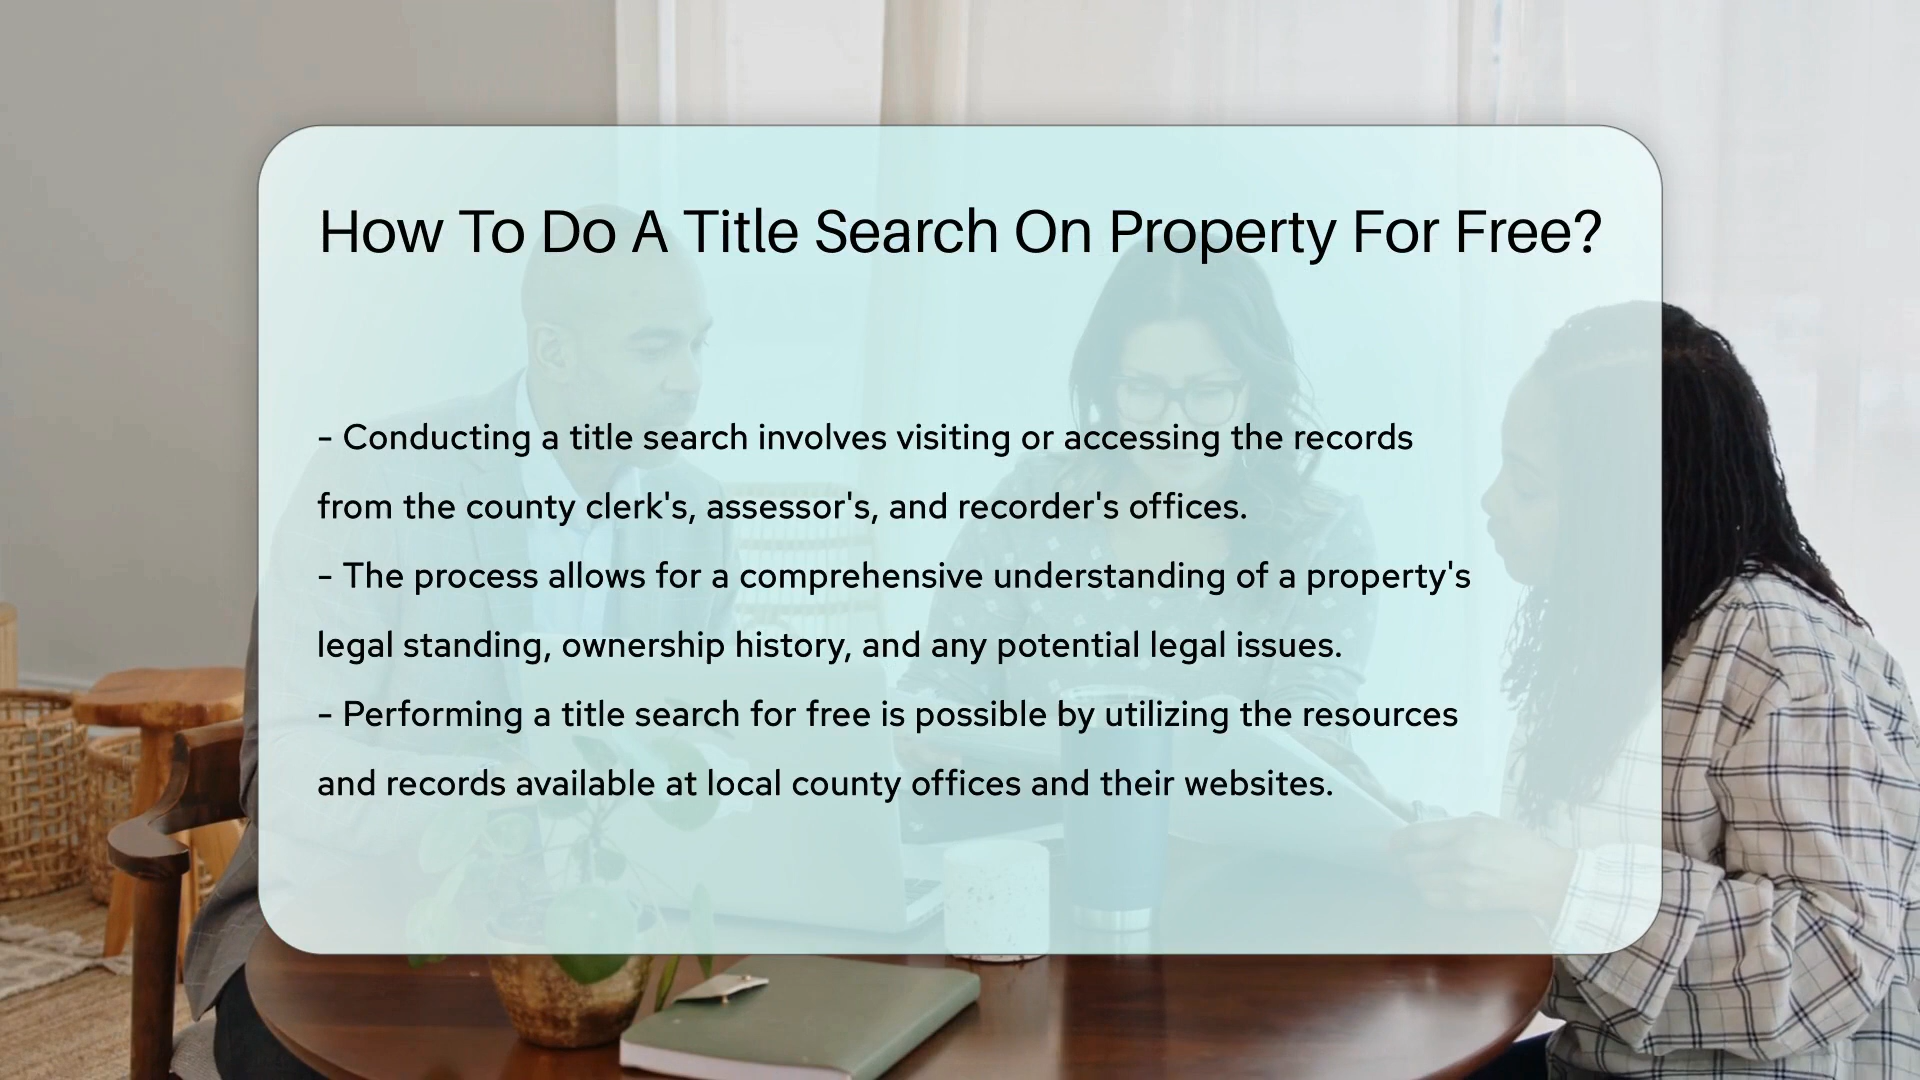 How To Do A Title Search On Property For Free?
- Conducting a title search involves visiting or accessing the records
from the county clerk's, assessor's, and recorder's offices.
- The process allows for a comprehensive understanding of a property's
legal standing, ownership history, and any potential legal issues.
- Performing a title search for free is possible by utilizing the resources
and records available at local county offices and their websites.